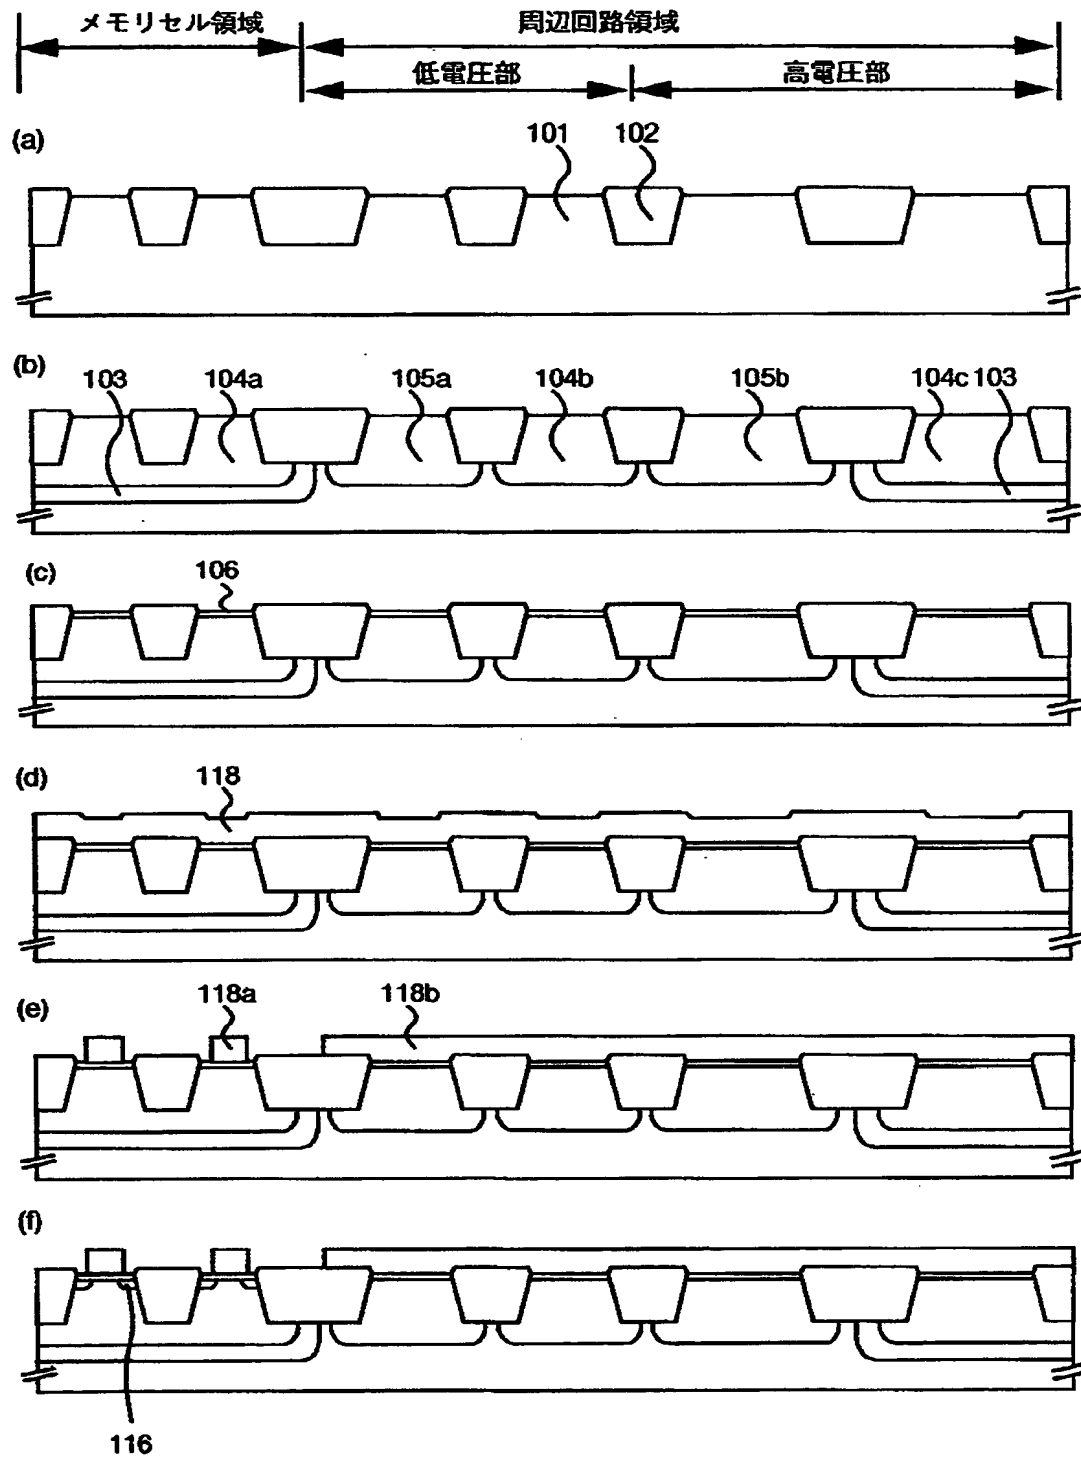 メモリセル領域 周辺回路領域
低電圧部 高電圧部
(a) 101 102
(b) 103 104a 105a 104b 105b 104c 103
(c) 106
(d) 118
(e) 118a 118b
(f)
116